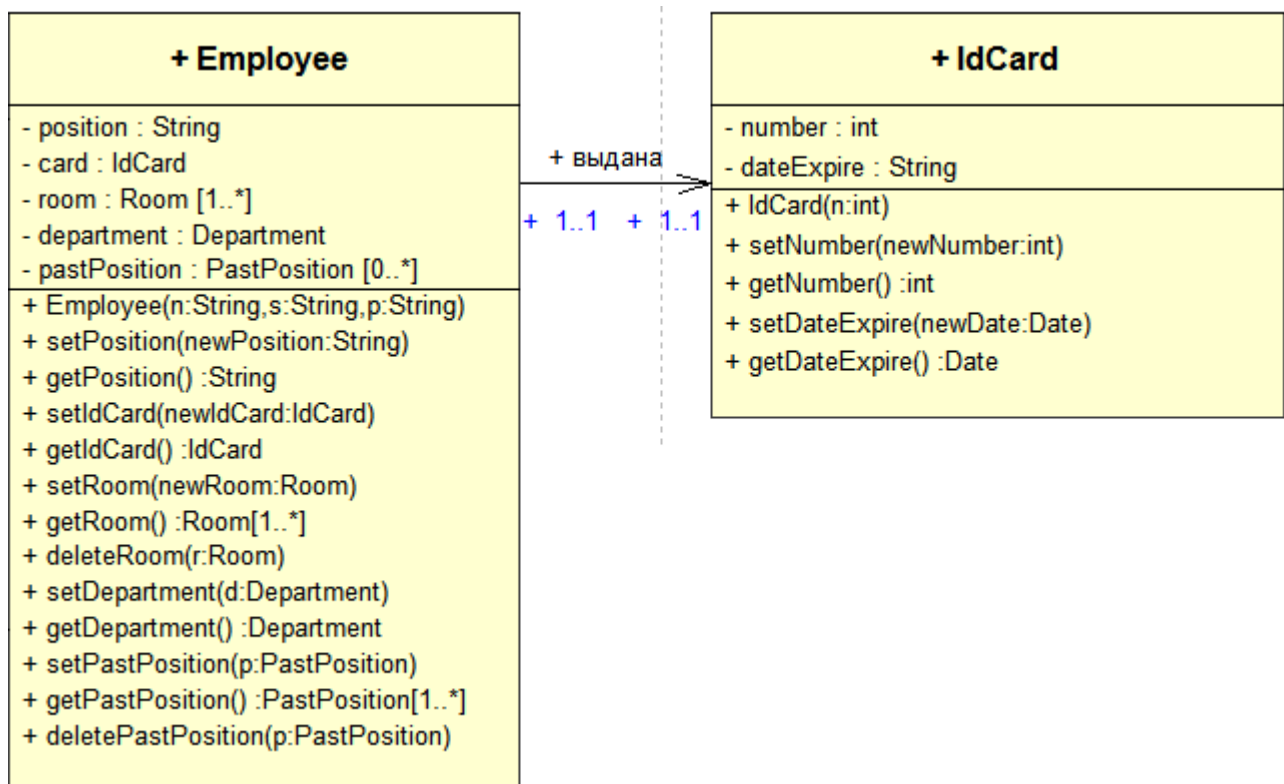 + Employee
- position : String
- card : IdCard
- room : Room [1..*]
- department : Department
- pastPosition : PastPosition [0..*]
+ Employee(n:String,s:String,p:String)
+ setPosition(newPosition:String)
+ getPosition() :String
+ setIdCard(newIdCard:IdCard)
+ getIdCard() :IdCard
+ setRoom(newRoom:Room)
+ getRoom() :Room[1..*]
+ deleteRoom(r:Room)
+ setDepartment(d:Department)
+ getDepartment() :Department
+ setPastPosition(p:PastPosition)
+ getPastPosition() :PastPosition[1..*]
+ deletePastPosition(p:PastPosition)
+ выдана
+ 1..1 + 1..1
+ IdCard
- number : int
- dateExpire : String
+ IdCard(n:int)
+ setNumber(newNumber:int)
+ getNumber() :int
+ setDateExpire(newDate:Date)
+ getDateExpire() :Date